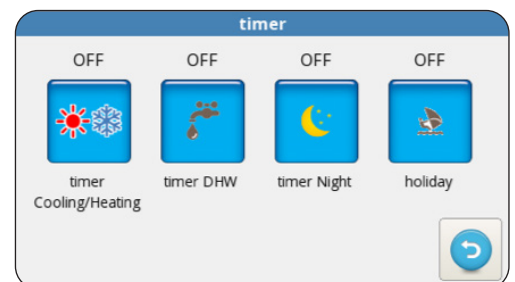 timer
OFF OFF OFF OFF
timer Cooling/Heating
timer DHW
timer Night
holiday